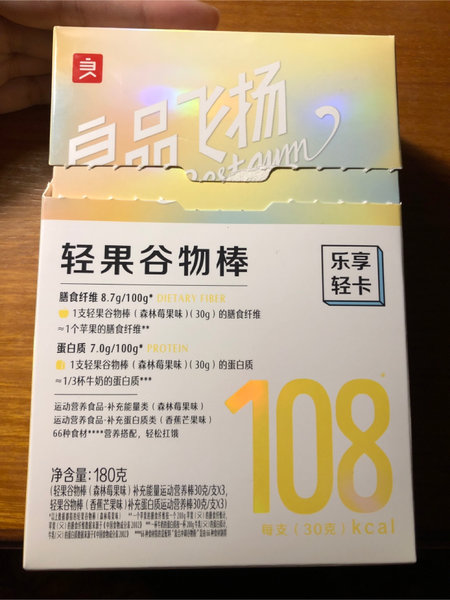 良品飞扬
Bestaum
轻果谷物棒
乐享
轻卡
膳食纤维 8.7g/100g* DIETARY FIBER
1支轻果谷物棒（森林莓果味）(30g) 的膳食纤维
≈1个苹果的膳食纤维**
蛋白质 7.0g/100g* PROTEIN
1支轻果谷物棒（森林莓果味）(30g) 的蛋白质
≈1/3杯牛奶的蛋白质***
运动营养食品·补充能量类（森林莓果味）
运动营养食品·补充蛋白质类（香蕉芒果味）
66种食材****营养搭配，轻松扛饿
108
每支（30克）kcal
净含量:180克
(轻果谷物棒（森林莓果味）补充能量运动营养棒30克/支×3,
轻果谷物棒（香蕉芒果味）补充蛋白质运动营养棒30克/支×3)